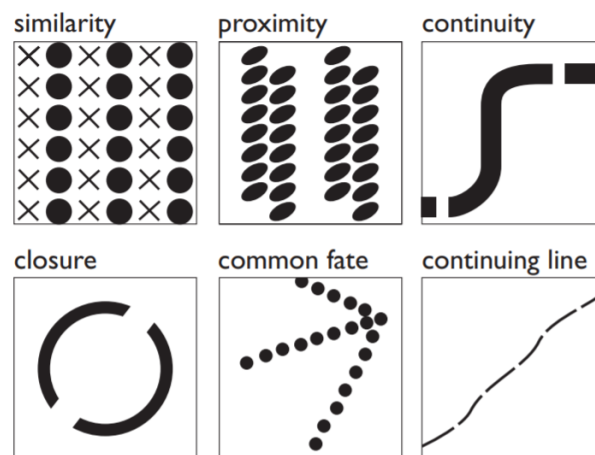 similarity
proximity
continuity
closure
common fate
continuing line